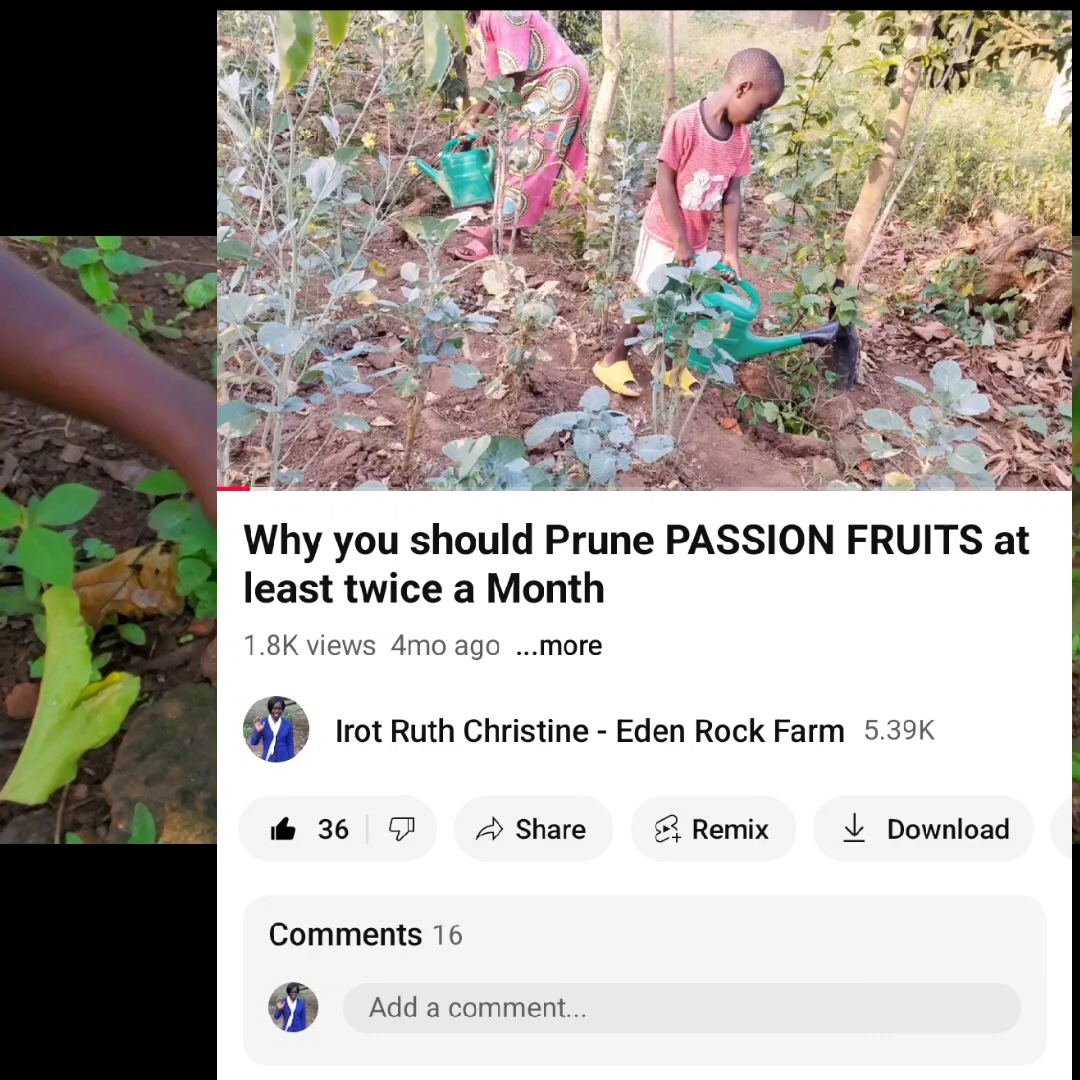 Why you should Prune PASSION FRUITS at
least twice a Month
1.8K views 4mo ago ...more
Irot Ruth Christine - Eden Rock Farm 5.39K
36 Share Remix Download
Comments 16
Add a comment...